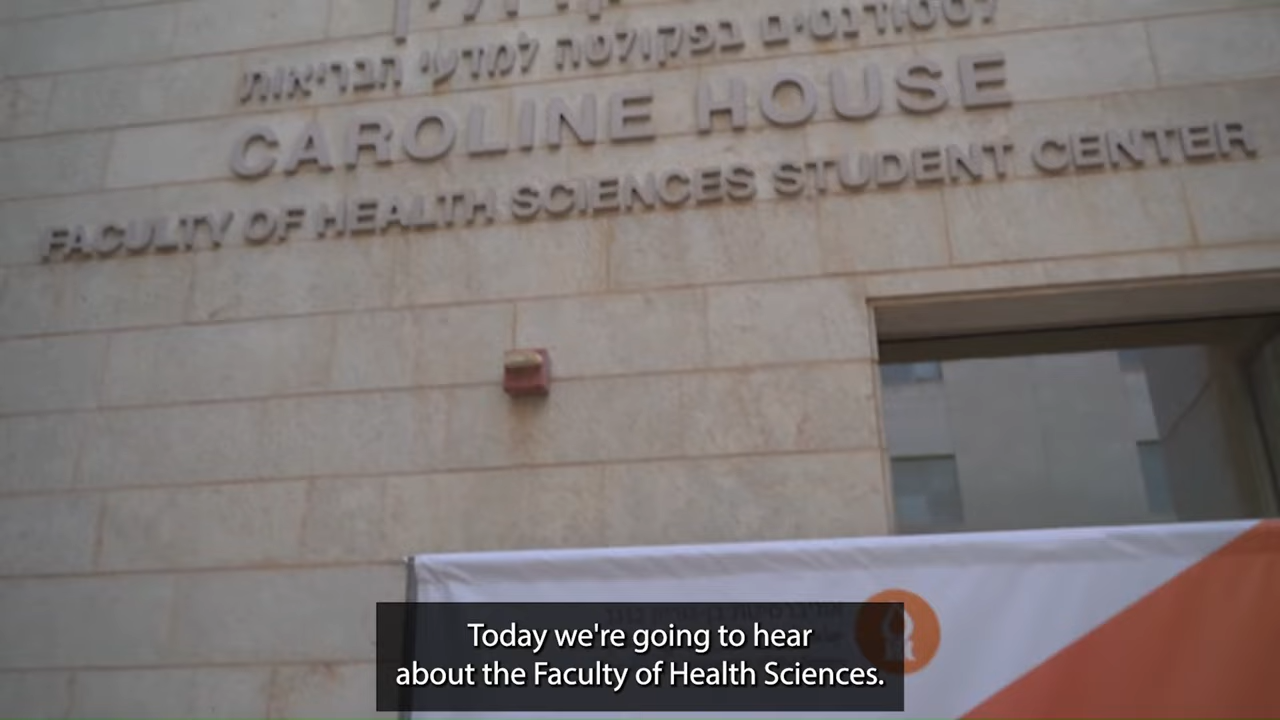 לסטודנטים בפקולטה למדעי הבריאות
CAROLINE HOUSE
FACULTY OF HEALTH SCIENCES STUDENT CENTER
Today we're going to hear
about the Faculty of Health Sciences.